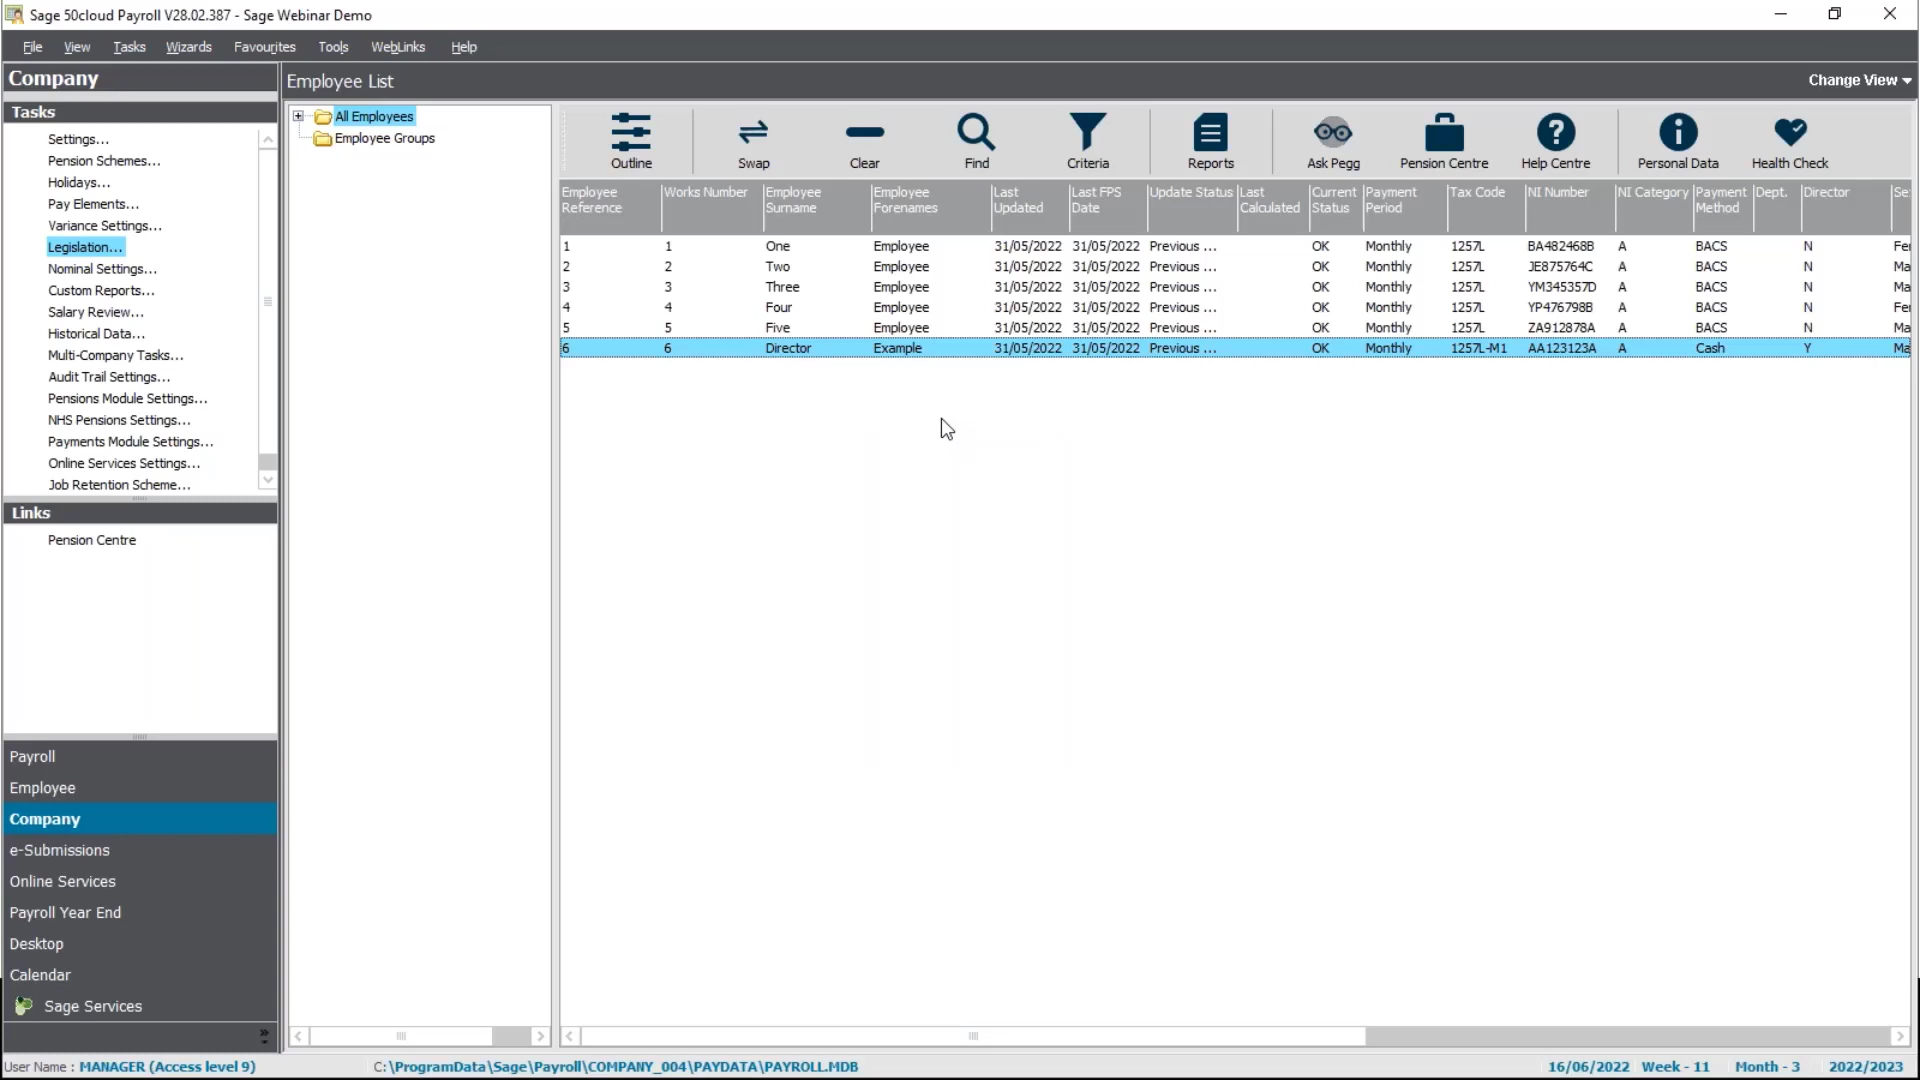 Sage 50cloud Payroll V28.02.387 - Sage Webinar Demo
File View Tasks Wizards Favourites Tools WebLinks Help
Company
Employee List
Change View
Tasks
Settings...
Pension Schemes...
Holidays...
Pay Elements...
Variance Settings...
Legislation...
Nominal Settings...
Custom Reports...
Salary Review...
Historical Data...
Multi-Company Tasks...
Audit Trail Settings...
Pensions Module Settings...
NHS Pensions Settings...
Payments Module Settings...
Online Services Settings...
Job Retention Scheme...
Links
Pension Centre
Payroll
Employee
Company
e-Submissions
Online Services
Payroll Year End
Desktop
Calendar
Sage Services
All Employees
Employee Groups
Outline Swap Clear Find Criteria Reports Ask Pegg Pension Centre Help Centre Personal Data Health Check
Employee Reference Works Number Employee Surname Employee Forenames Last Updated Last FPS Date Update Status Last Calculated Current Status Payment Period Tax Code NI Number NI Category Payment Method Dept. Director Se
1 1 One Employee 31/05/2022 31/05/2022 Previous ... OK Monthly 1257L BA482468B A BACS N Fe
2 2 Two Employee 31/05/2022 31/05/2022 Previous ... OK Monthly 1257L JE875764C A BACS N Ma
3 3 Three Employee 31/05/2022 31/05/2022 Previous ... OK Monthly 1257L YM345357D A BACS N Ma
4 4 Four Employee 31/05/2022 31/05/2022 Previous ... OK Monthly 1257L YP476798B A BACS N Fe
5 5 Five Employee 31/05/2022 31/05/2022 Previous ... OK Monthly 1257L ZA912878A A BACS N Ma
6 6 Director Example 31/05/2022 31/05/2022 Previous ... OK Monthly 1257L-M1 AA123123A A Cash Y Ma
User Name : MANAGER (Access level 9) C:\ProgramData\Sage\Payroll\COMPANY_004\PAYDATA\PAYROLL.MDB 16/06/2022 Week - 11 Month - 3 2022/2023